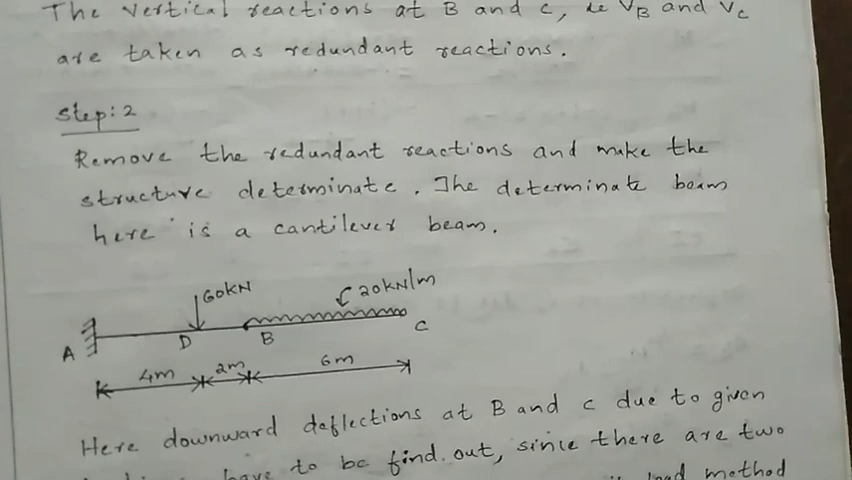 The vertical reactions at B and C, ie VB and VC
are taken as redundant reactions.
Step: 2
Remove the redundant reactions and make the
structure determinate. The determinate beam
here is a cantilever beam.
60kN
20kN/m
A
D
B
C
4m
2m
6m
Here downward deflections at B and C due to given
have to be find out, since there are two
load method